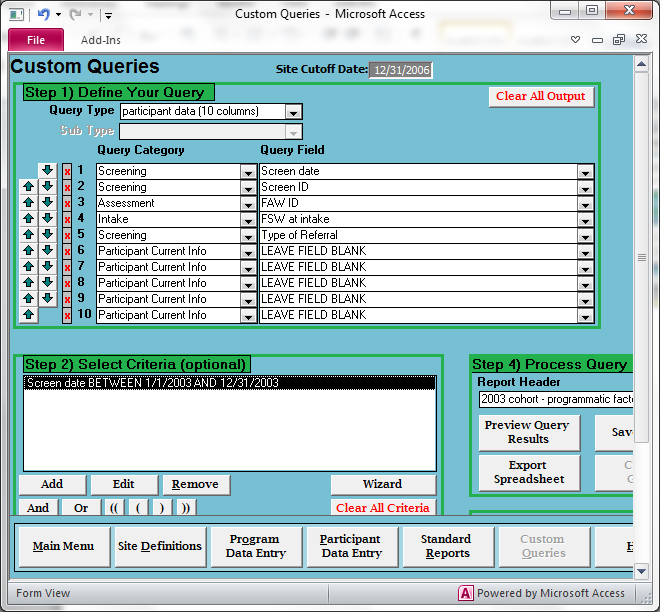 Custom Queries - Microsoft Access
File Add-Ins
Custom Queries
Site Cutoff Date: 12/31/2006
Step 1) Define Your Query
Clear All Output
Query Type participant data (10 columns)
Sub Type
Query Category Query Field
x 1 Screening Screen date
x 2 Screening Screen ID
x 3 Assessment FAW ID
x 4 Intake FSW at intake
x 5 Screening Type of Referral
x 6 Participant Current Info LEAVE FIELD BLANK
x 7 Participant Current Info LEAVE FIELD BLANK
x 8 Participant Current Info LEAVE FIELD BLANK
x 9 Participant Current Info LEAVE FIELD BLANK
x 10 Participant Current Info LEAVE FIELD BLANK
Step 2) Select Criteria (optional)
Screen date BETWEEN 1/1/2003 AND 12/31/2003
Add Edit Remove Wizard
And Or (( ( ) )) Clear All Criteria
Step 4) Process Query
Report Header
2003 cohort - programmatic facto
Preview Query
Results
Sav
Export
Spreadsheet
Main Menu
Site Definitions
Program
Data Entry
Participant
Data Entry
Standard
Reports
Custom
Queries
Form View
Powered by Microsoft Access